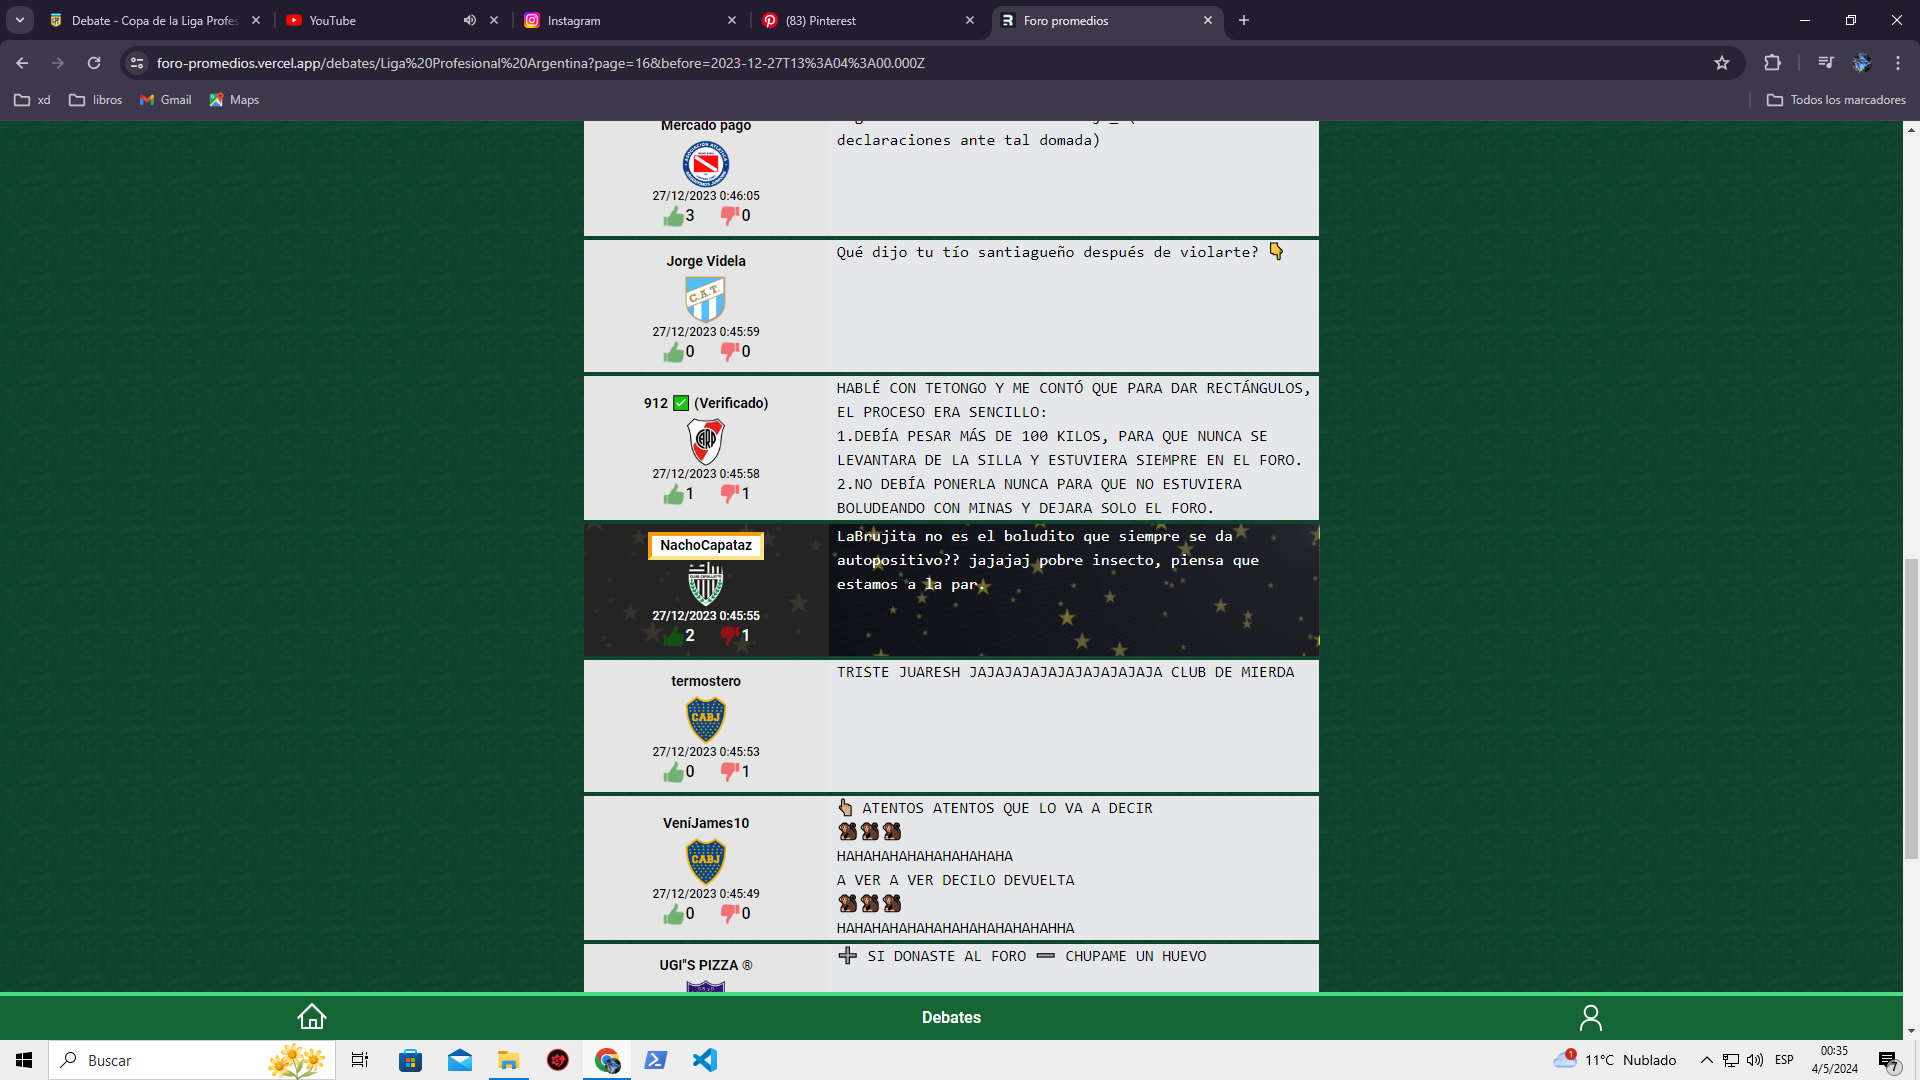 Debate - Copa de la Liga Profes
YouTube
Instagram
(83) Pinterest
Foro promedios
foro-promedios.vercel.app/debates/Liga%20Profesional%20Argentina?page=16&before=2023-12-27T13%3A04%3A00.000Z
xd
libros
Gmail
Maps
Todos los marcadores
Mercado pago
27/12/2023 0:46:05
3
0
declaraciones ante tal domada)
Jorge Videla
C.A.T.
27/12/2023 0:45:59
0
0
Qué dijo tu tío santiagueño después de violarte? 👇
912 ✅ (Verificado)
CARP
27/12/2023 0:45:58
1
1
HABLÉ CON TETONGO Y ME CONTÓ QUE PARA DAR RECTÁNGULOS,
EL PROCESO ERA SENCILLO:
1.DEBÍA PESAR MÁS DE 100 KILOS, PARA QUE NUNCA SE
LEVANTARA DE LA SILLA Y ESTUVIERA SIEMPRE EN EL FORO.
2.NO DEBÍA PONERLA NUNCA PARA QUE NO ESTUVIERA
BOLUDEANDO CON MINAS Y DEJARA SOLO EL FORO.
NachoCapataz
27/12/2023 0:45:55
2
1
LaBrujita no es el boludito que siempre se da
autopositivo?? jajajaj pobre insecto, piensa que
estamos a la par.
termostero
CABJ
27/12/2023 0:45:53
0
1
TRISTE JUARESH JAJAJAJAJAJAJAJAJAJAJA CLUB DE MIERDA
VeníJames10
CABJ
27/12/2023 0:45:49
0
0
👆🏽 ATENTOS ATENTOS QUE LO VA A DECIR
🐒🐒🐒
HAHAHAHAHAHAHAHAHAHA
A VER A VER DECILO DEVUELTA
🐒🐒🐒
HAHAHAHAHAHAHAHAHAHAHAHAHHA
UGI"S PIZZA ®
➕ SI DONASTE AL FORO ➖ CHUPAME UN HUEVO
Debates
Buscar
1
11°C Nublado
ESP
00:35
4/5/2024
7